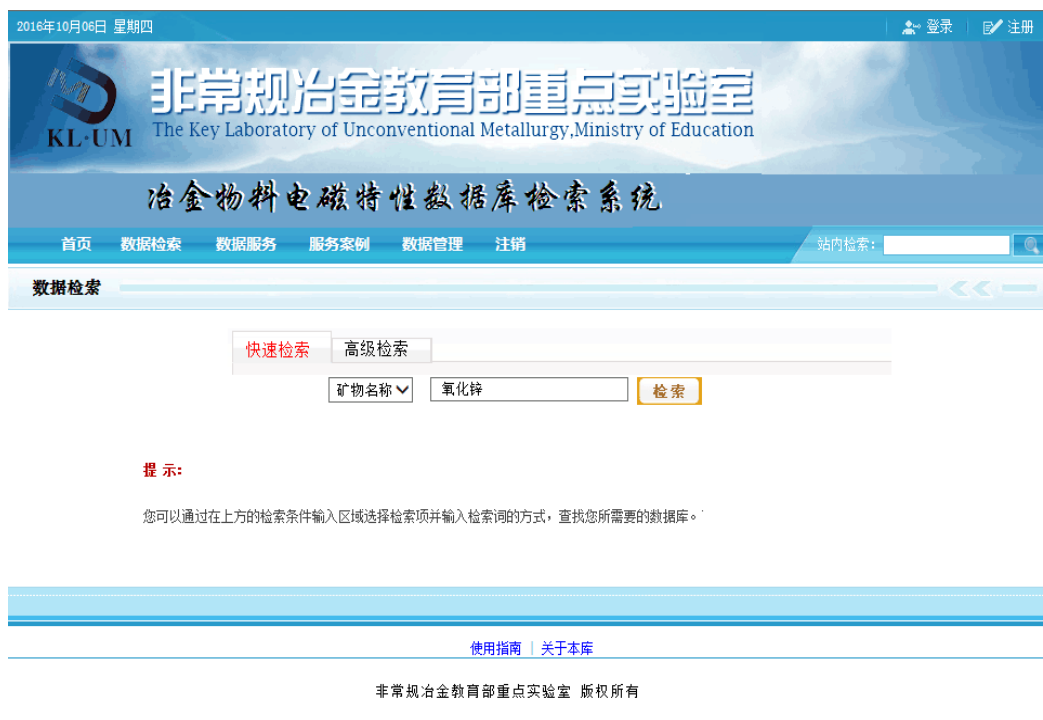 2016年10月06日 星期四
登录
注册
非常规冶金教育部重点实验室
KL·UM
The Key Laboratory of Unconventional Metallurgy,Ministry of Education
冶金物料电磁特性数据库检索系统
首页 数据检索 数据服务 服务案例 数据管理 注销 站内检索:
数据检索
快速检索 高级检索
矿物名称 氧化锌 检索
提 示:
您可以通过在上方的检索条件输入区域选择检索项并输入检索词的方式，查找您所需要的数据库。
使用指南 | 关于本库
非常规冶金教育部重点实验室 版权所有